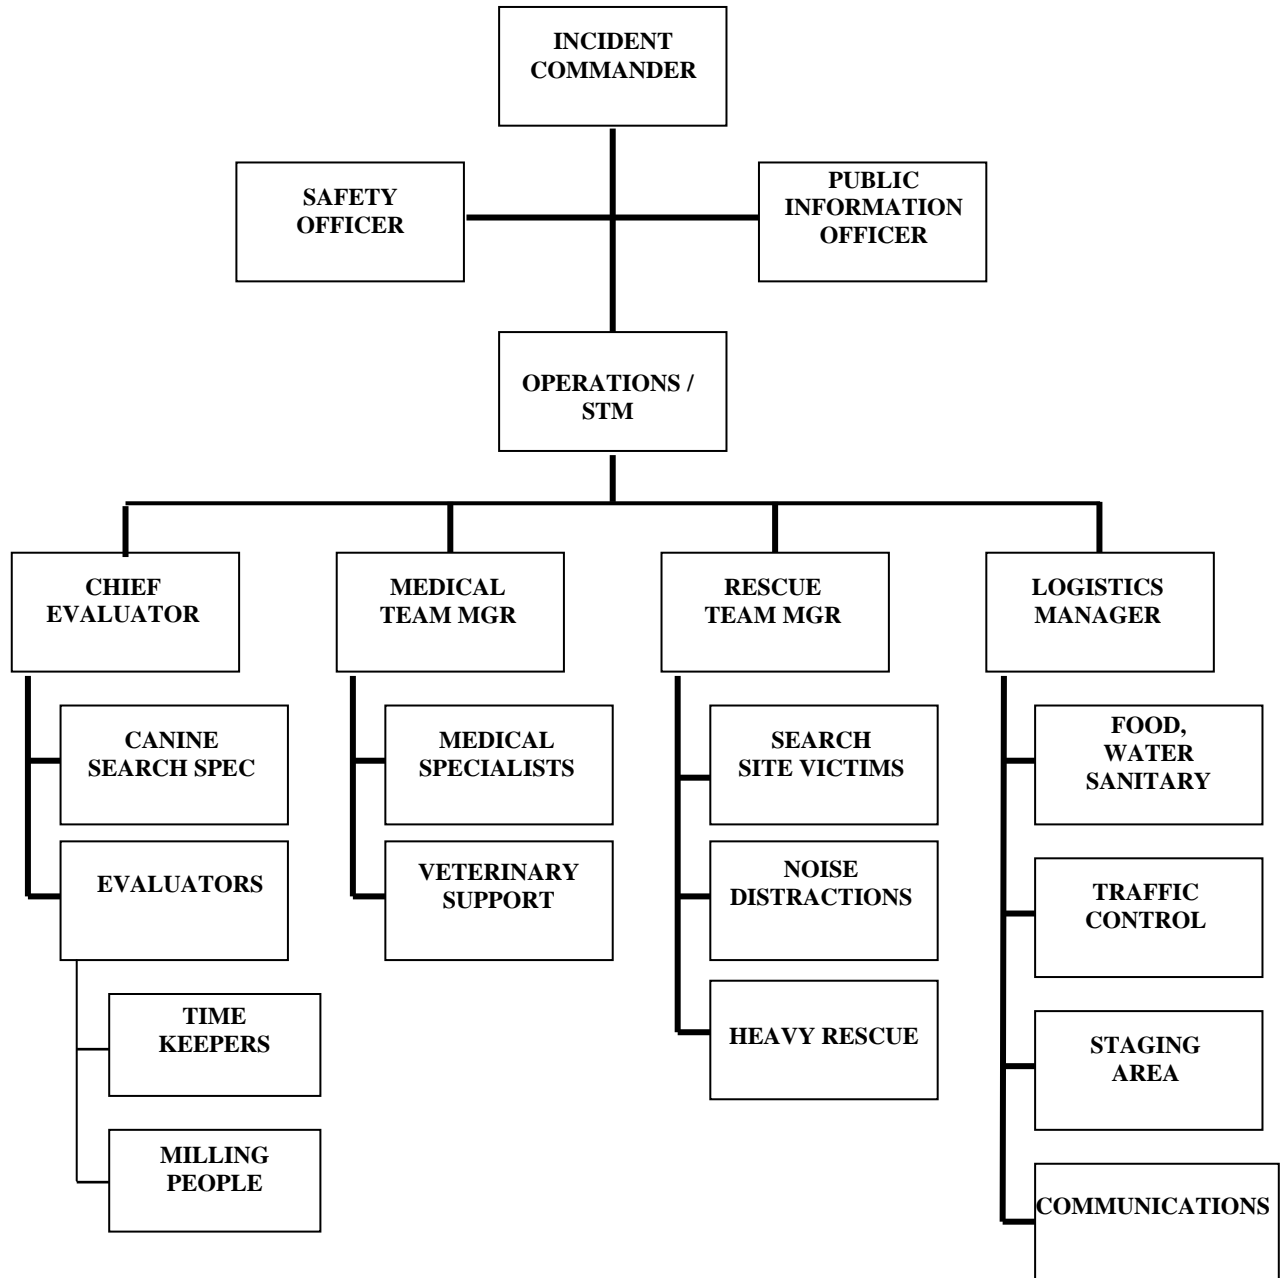 INCIDENT
COMMANDER
SAFETY
OFFICER
PUBLIC
INFORMATION
OFFICER
OPERATIONS /
STM
CHIEF
EVALUATOR
MEDICAL
TEAM MGR
RESCUE
TEAM MGR
LOGISTICS
MANAGER
CANINE
SEARCH SPEC
EVALUATORS
TIME
KEEPERS
MILLING
PEOPLE
MEDICAL
SPECIALISTS
VETERINARY
SUPPORT
SEARCH
SITE VICTIMS
NOISE
DISTRACTIONS
HEAVY RESCUE
FOOD,
WATER
SANITARY
TRAFFIC
CONTROL
STAGING
AREA
COMMUNICATIONS